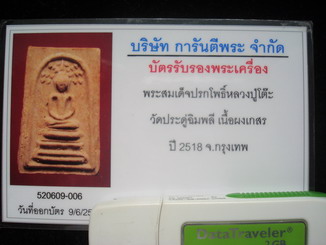 บริษัท การันตีพระ จำกัด
บัตรรับรองพระเครื่อง
พระสมเด็จปรกโพธิ์หลวงปู่โต๊ะ
วัดประดู่ฉิมพลี เนื้อผงเกสร
ปี 2518 จ.กรุงเทพ
520609-006
วันที่ออกบัตร 9/6/25
DataTraveler®
2GB